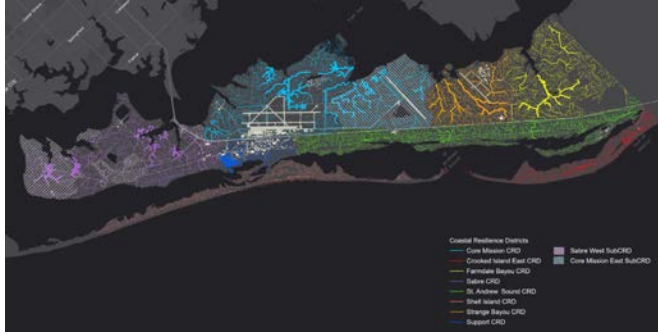 Coastal Resilience Districts
Core Mission CRD
Crooked Island East CRD
Farmdale Bayou CRD
Sabre CRD
St. Andrew Sound CRD
Shell Island CRD
Strange Bayou CRD
Support CRD
Sabre West SubCRD
Core Mission East SubCRD